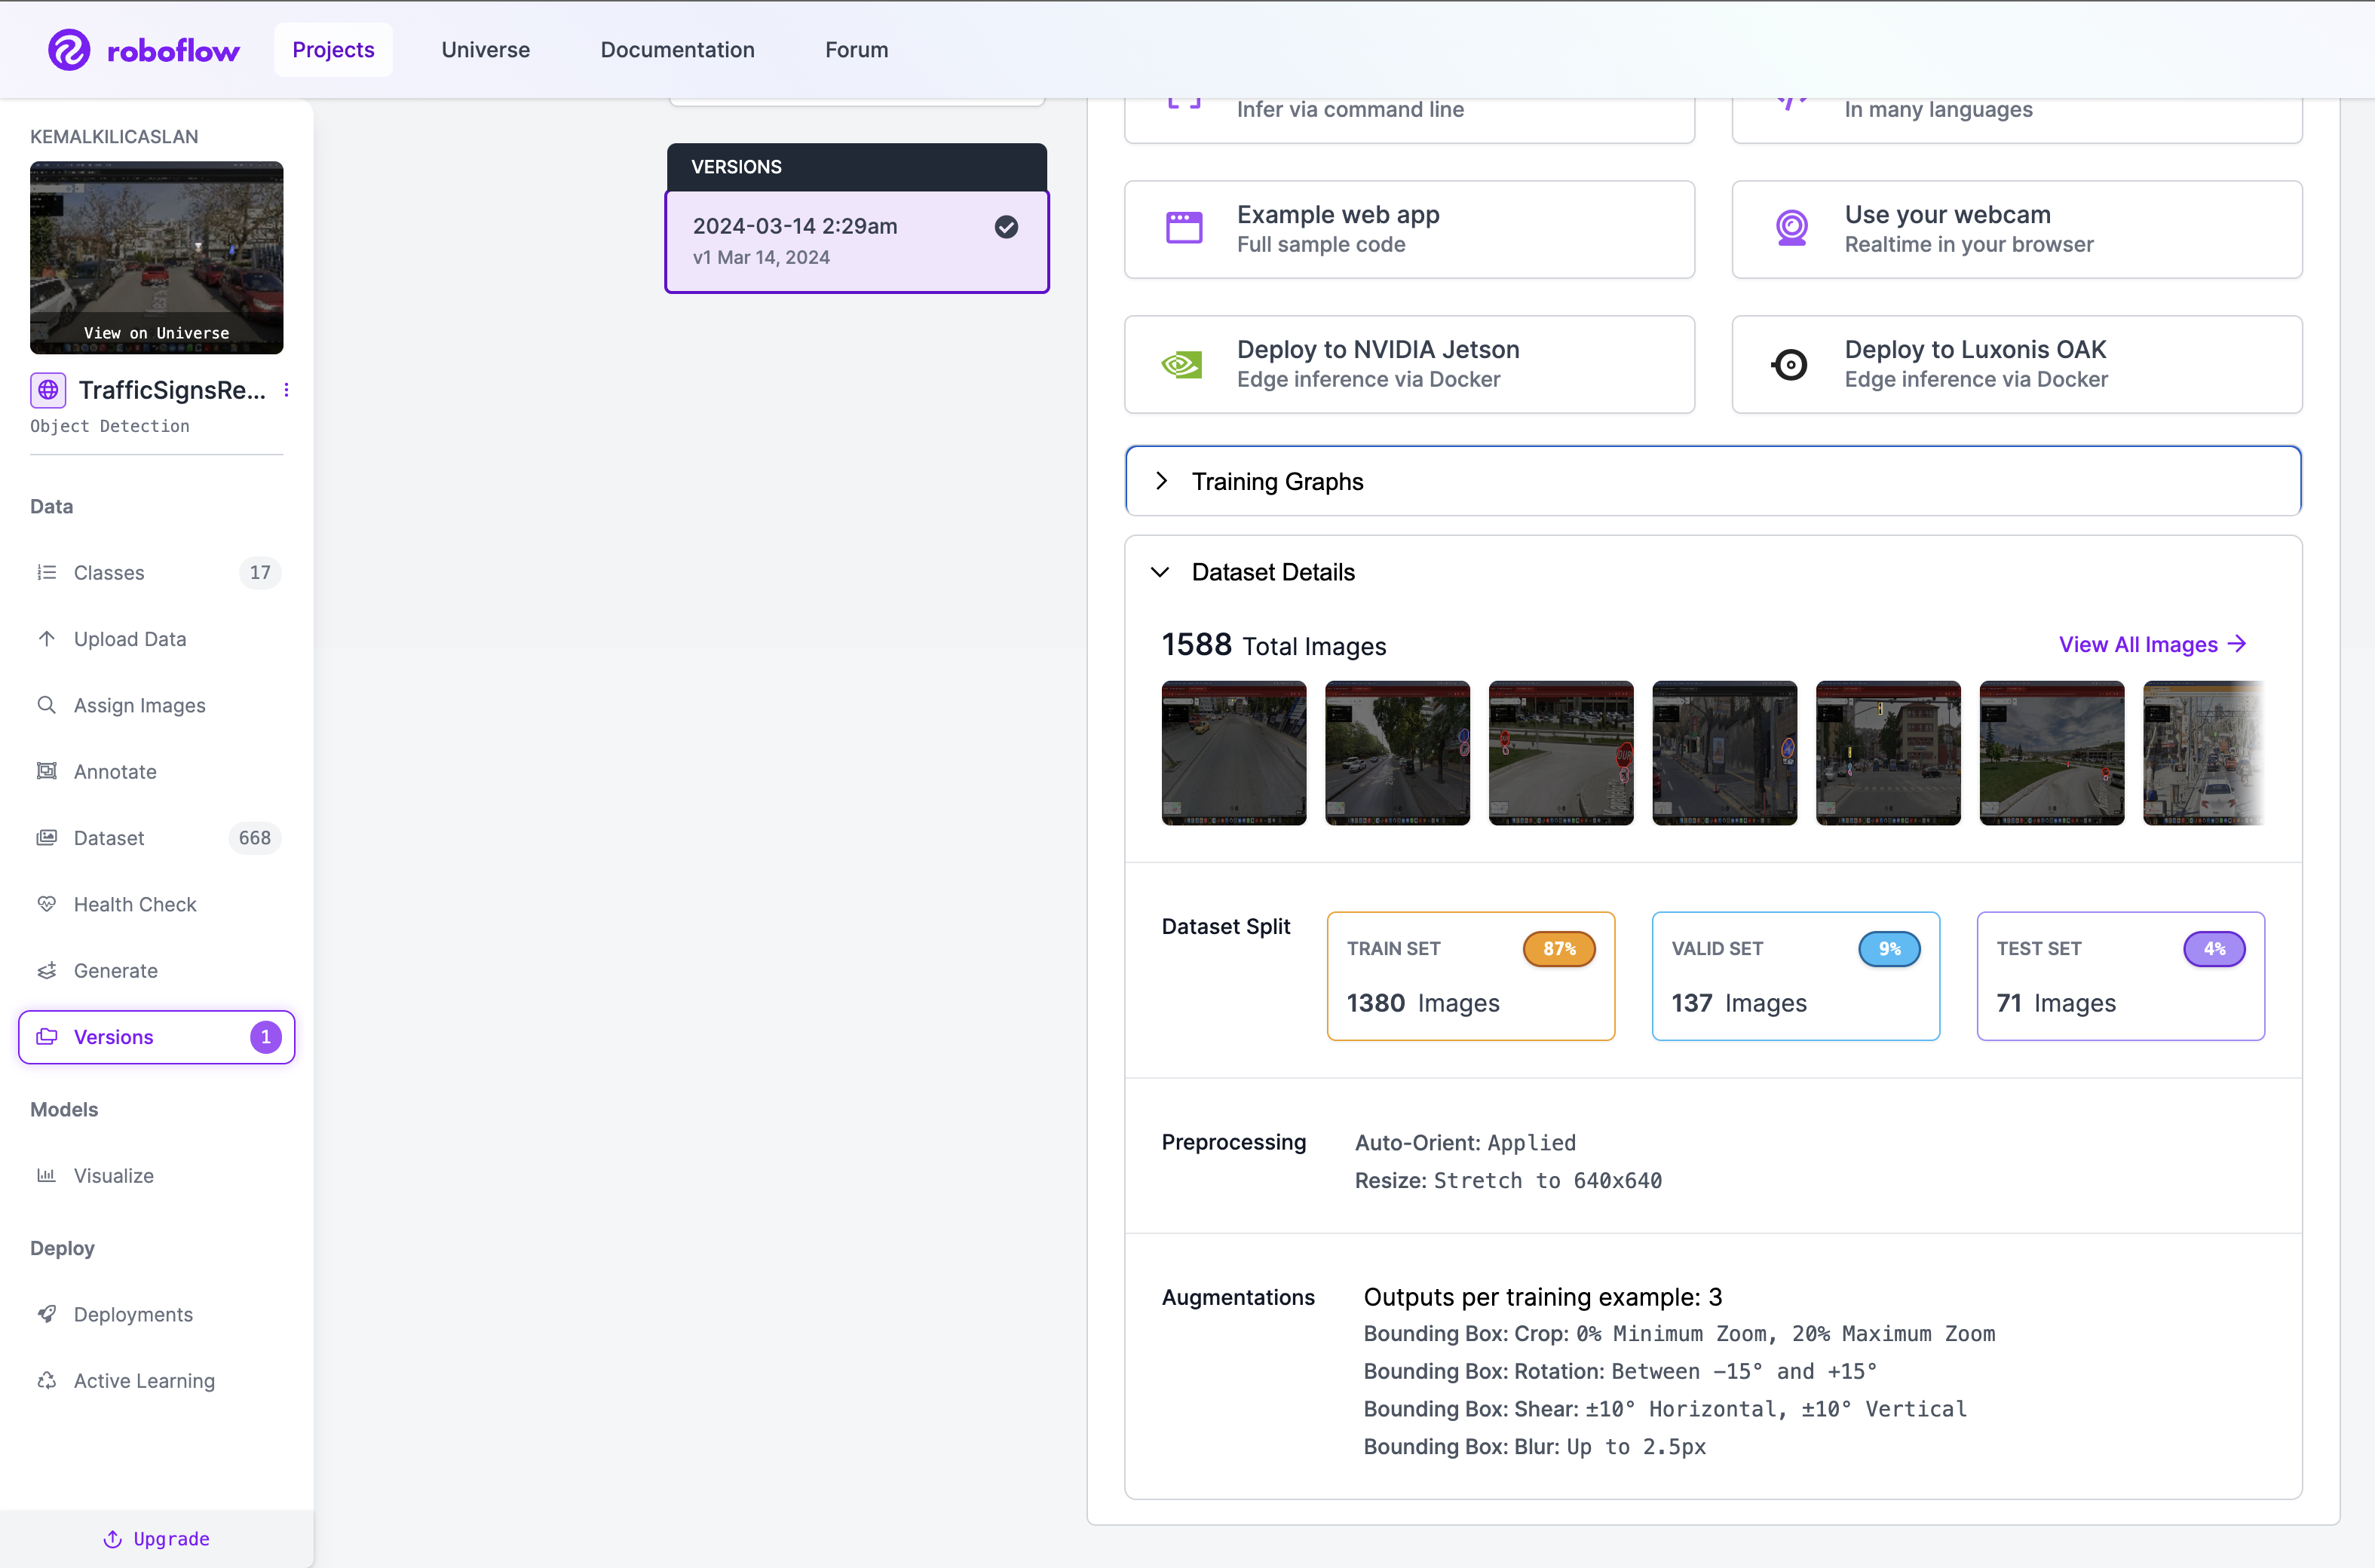 roboflow
Projects
Universe
Documentation
Forum
KEMALKILICASLAN
View on Universe
TrafficSignsRe...
Object Detection
Data
Classes 17
Upload Data
Assign Images
Annotate
Dataset 668
Health Check
Generate
Versions 1
Models
Visualize
Deploy
Deployments
Active Learning
Upgrade
VERSIONS
2024-03-14 2:29am
v1 Mar 14, 2024
Infer via command line
In many languages
Example web app
Full sample code
Use your webcam
Realtime in your browser
Deploy to NVIDIA Jetson
Edge inference via Docker
Deploy to Luxonis OAK
Edge inference via Docker
Training Graphs
Dataset Details
1588 Total Images
View All Images →
DUR
Dataset Split
TRAIN SET 87%
1380 Images
VALID SET 9%
137 Images
TEST SET 4%
71 Images
Preprocessing
Auto-Orient: Applied
Resize: Stretch to 640x640
Augmentations
Outputs per training example: 3
Bounding Box: Crop: 0% Minimum Zoom, 20% Maximum Zoom
Bounding Box: Rotation: Between −15° and +15°
Bounding Box: Shear: ±10° Horizontal, ±10° Vertical
Bounding Box: Blur: Up to 2.5px